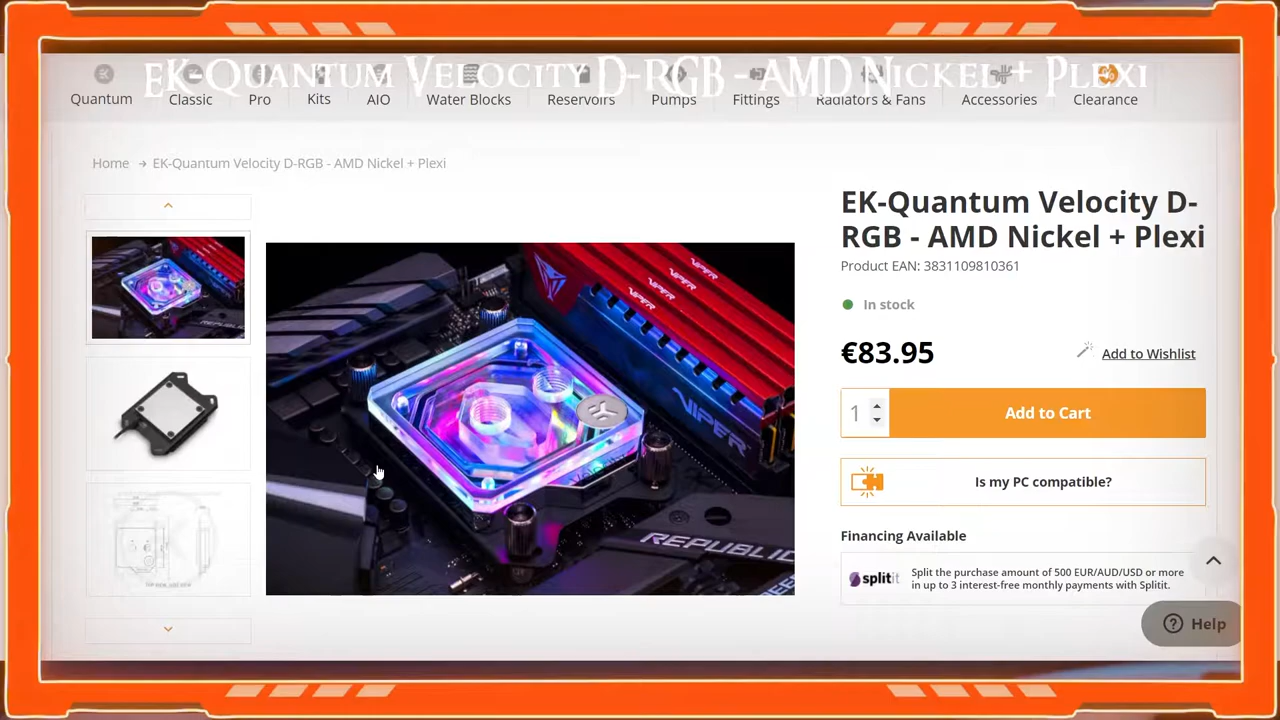 EK-Quantum Velocity D-RGB - AMD Nickel + Plexi
Quantum Classic Pro Kits AIO Water Blocks Reservoirs Pumps Fittings Radiators & Fans Accessories Clearance
Home → EK-Quantum Velocity D-RGB - AMD Nickel + Plexi
EK-Quantum Velocity D-
RGB - AMD Nickel + Plexi
Product EAN: 3831109810361
In stock
€83.95
Add to Wishlist
1
Add to Cart
Is my PC compatible?
Financing Available
splitit
Split the purchase amount of 500 EUR/AUD/USD or more
in up to 3 interest-free monthly payments with Splitit.
Help
VIPER
VIPER
VIPER
VIPER
REPUBLIC